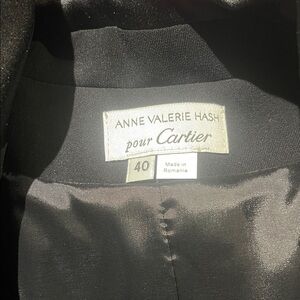 ANNE VALERIE HASH
pour Cartier
40
Made in
Romania